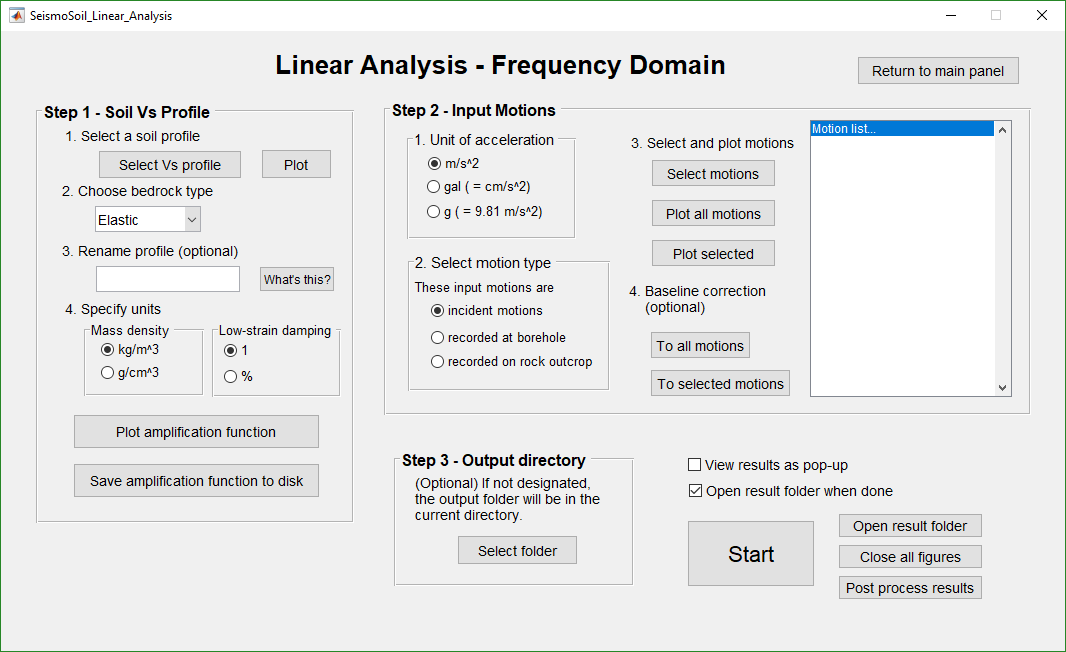 SeismoSoil_Linear_Analysis
Linear Analysis - Frequency Domain
Return to main panel
Step 1 - Soil Vs Profile
1. Select a soil profile
Select Vs profile
Plot
2. Choose bedrock type
Elastic
3. Rename profile (optional)
What's this?
4. Specify units
Mass density
kg/m^3
g/cm^3
Low-strain damping
1
%
Plot amplification function
Save amplification function to disk
Step 2 - Input Motions
1. Unit of acceleration
m/s^2
gal ( = cm/s^2)
g ( = 9.81 m/s^2)
2. Select motion type
These input motions are
incident motions
recorded at borehole
recorded on rock outcrop
3. Select and plot motions
Select motions
Plot all motions
Plot selected
4. Baseline correction
(optional)
To all motions
To selected motions
Motion list...
Step 3 - Output directory
(Optional) If not designated,
the output folder will be in the
current directory.
Select folder
View results as pop-up
Open result folder when done
Start
Open result folder
Close all figures
Post process results